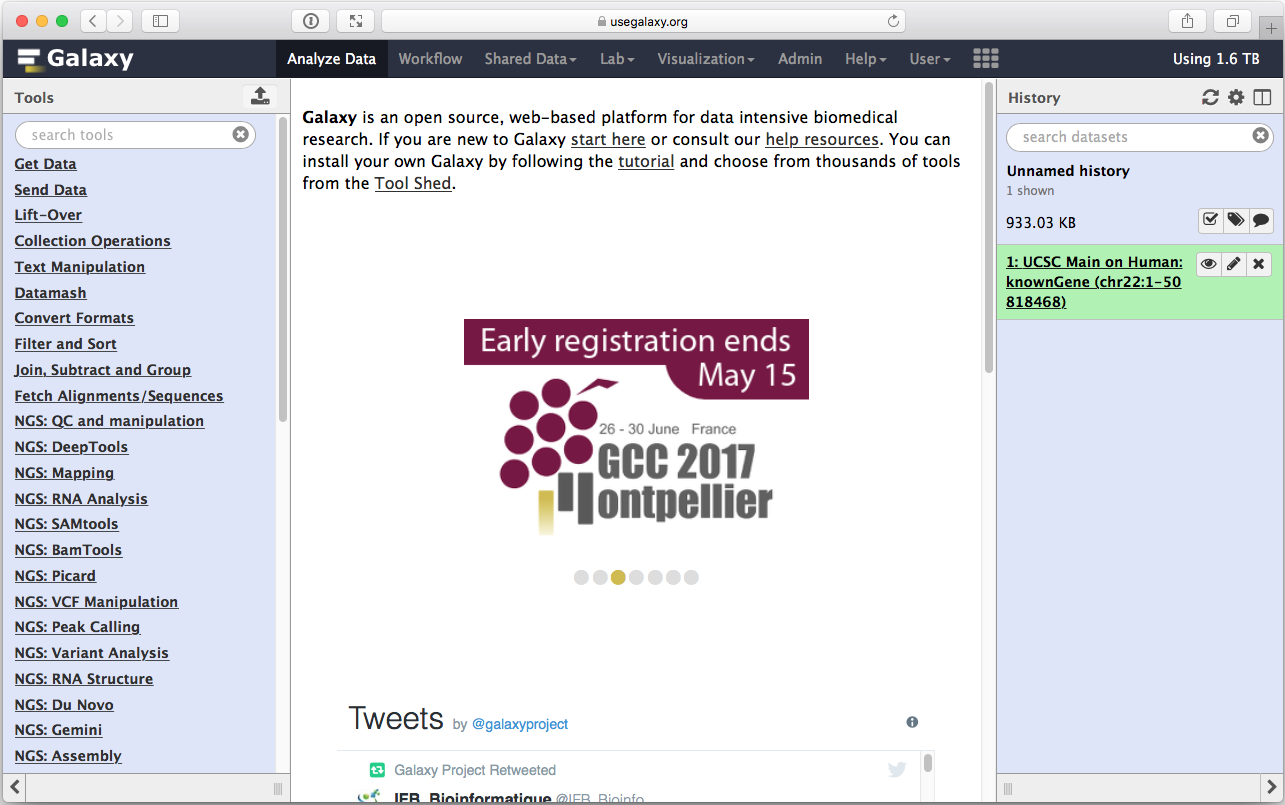 usegalaxy.org
Galaxy
Analyze Data
Workflow
Shared Data
Lab
Visualization
Admin
Help
User
Using 1.6 TB
Tools
search tools
Get Data
Send Data
Lift-Over
Collection Operations
Text Manipulation
Datamash
Convert Formats
Filter and Sort
Join, Subtract and Group
Fetch Alignments/Sequences
NGS: QC and manipulation
NGS: DeepTools
NGS: Mapping
NGS: RNA Analysis
NGS: SAMtools
NGS: BamTools
NGS: Picard
NGS: VCF Manipulation
NGS: Peak Calling
NGS: Variant Analysis
NGS: RNA Structure
NGS: Du Novo
NGS: Gemini
NGS: Assembly
Galaxy is an open source, web-based platform for data intensive biomedical
research. If you are new to Galaxy start here or consult our help resources. You can
install your own Galaxy by following the tutorial and choose from thousands of tools
from the Tool Shed.
Early registration ends
May 15
26 - 30 June France
GCC 2017
Montpellier
Tweets by @galaxyproject
Galaxy Project Retweeted
IFB_Bioinformatique @IFB_Bioinfo
History
search datasets
Unnamed history
1 shown
933.03 KB
1: UCSC Main on Human:
knownGene (chr22:1-50
818468)